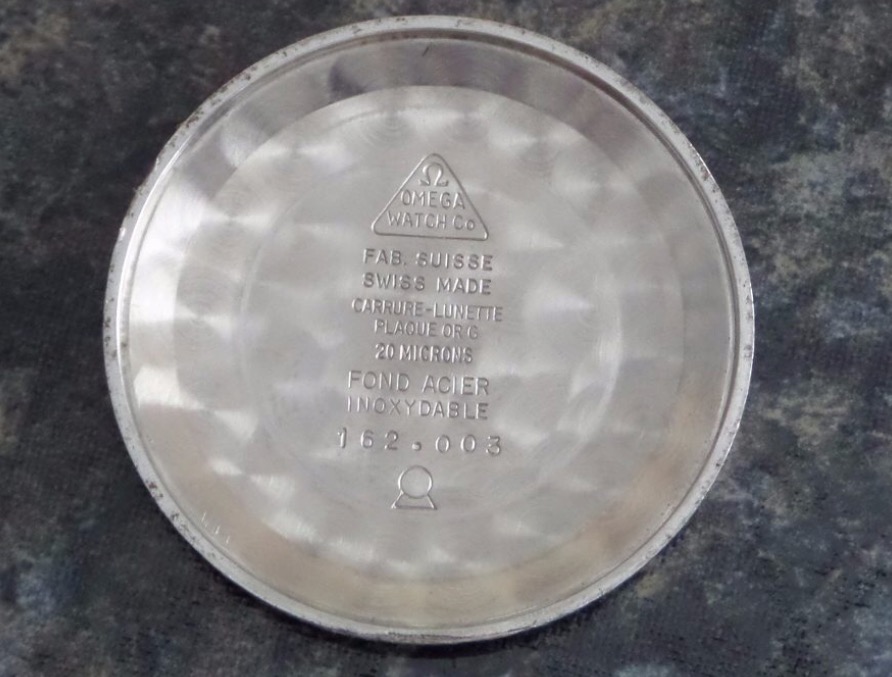 Ω
OMEGA
WATCH Co
FAB. SUISSE
SWISS MADE
CARRURE-LUNETTE
PLAQUE OR G
20 MICRONS
FOND ACIER
INOXYDABLE
162.003